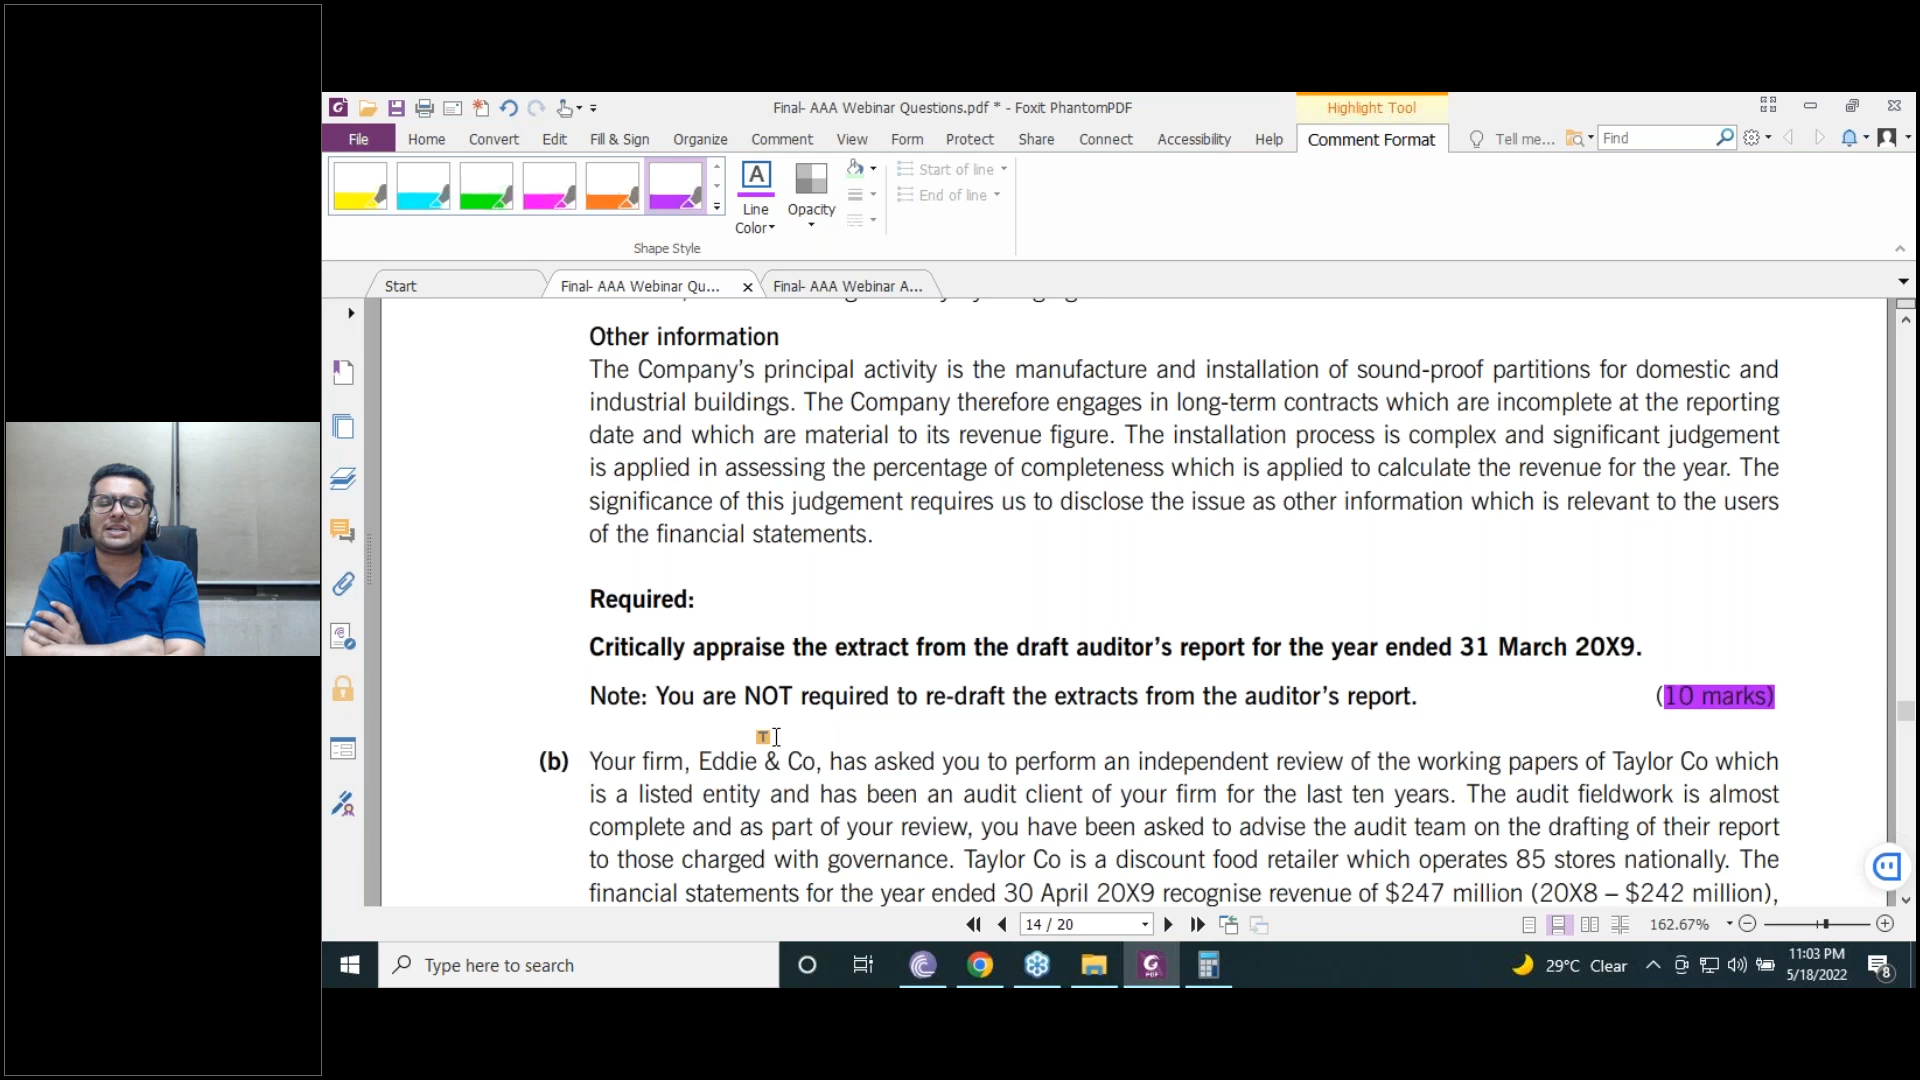 Final- AAA Webinar Questions.pdf * - Foxit PhantomPDF
Highlight Tool
File
Home
Convert
Edit
Fill & Sign
Organize
Comment
View
Form
Protect
Share
Connect
Accessibility
Help
Comment Format
Tell me...
Find
Line
Color
Opacity
Start of line
End of line
Shape Style
Start
Final- AAA Webinar Qu...
Final- AAA Webinar A...
Other information
The Company's principal activity is the manufacture and installation of sound-proof partitions for domestic and
industrial buildings. The Company therefore engages in long-term contracts which are incomplete at the reporting
date and which are material to its revenue figure. The installation process is complex and significant judgement
is applied in assessing the percentage of completeness which is applied to calculate the revenue for the year. The
significance of this judgement requires us to disclose the issue as other information which is relevant to the users
of the financial statements.
Required:
Critically appraise the extract from the draft auditor's report for the year ended 31 March 20X9.
Note: You are NOT required to re-draft the extracts from the auditor's report. (10 marks)
(b) Your firm, Eddie & Co, has asked you to perform an independent review of the working papers of Taylor Co which
is a listed entity and has been an audit client of your firm for the last ten years. The audit fieldwork is almost
complete and as part of your review, you have been asked to advise the audit team on the drafting of their report
to those charged with governance. Taylor Co is a discount food retailer which operates 85 stores nationally. The
financial statements for the year ended 30 April 20X9 recognise revenue of $247 million (20X8 – $242 million),
14 / 20
162.67%
Type here to search
29°C Clear
11:03 PM
5/18/2022
8